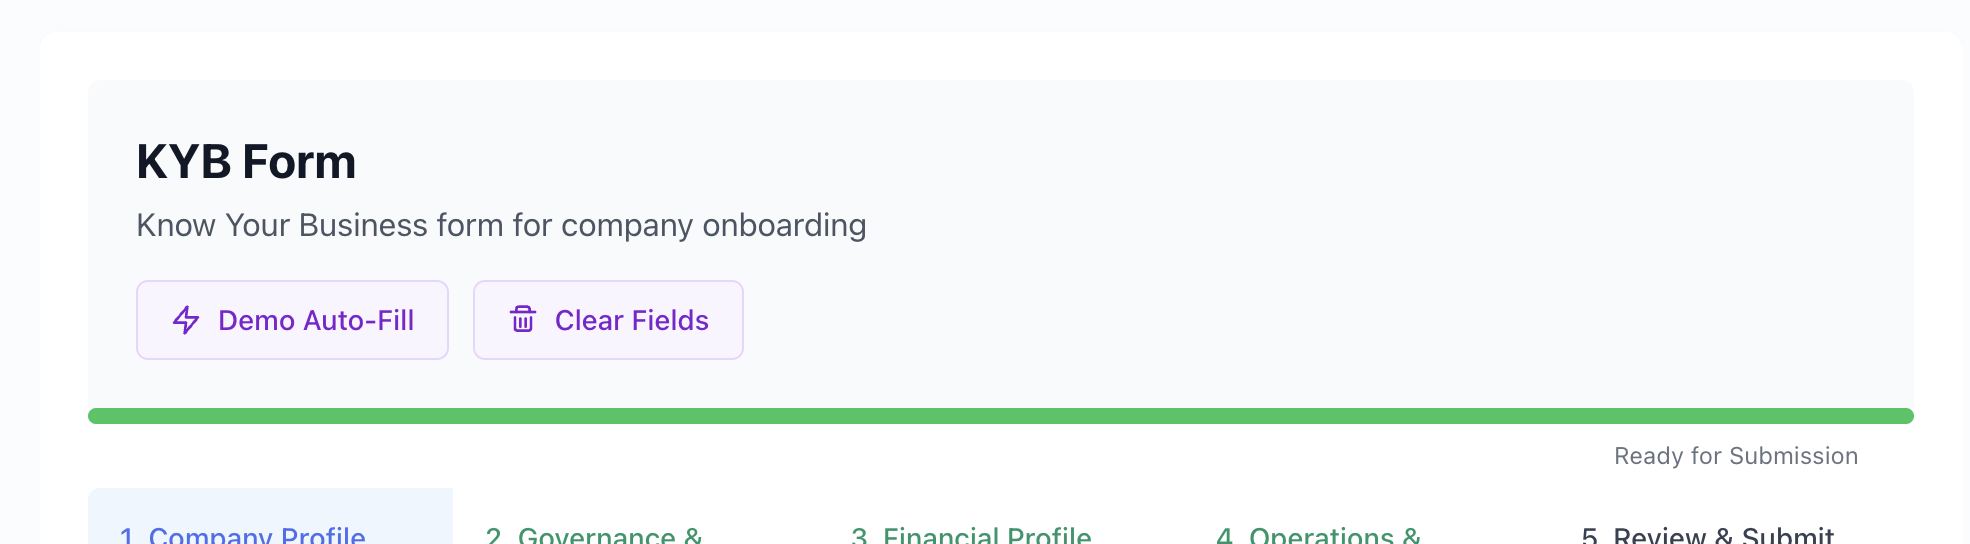 KYB Form
Know Your Business form for company onboarding
Demo Auto-Fill
Clear Fields
Ready for Submission
1. Company Profile
2. Governance &
3. Financial Profile
4. Operations &
5. Review & Submit